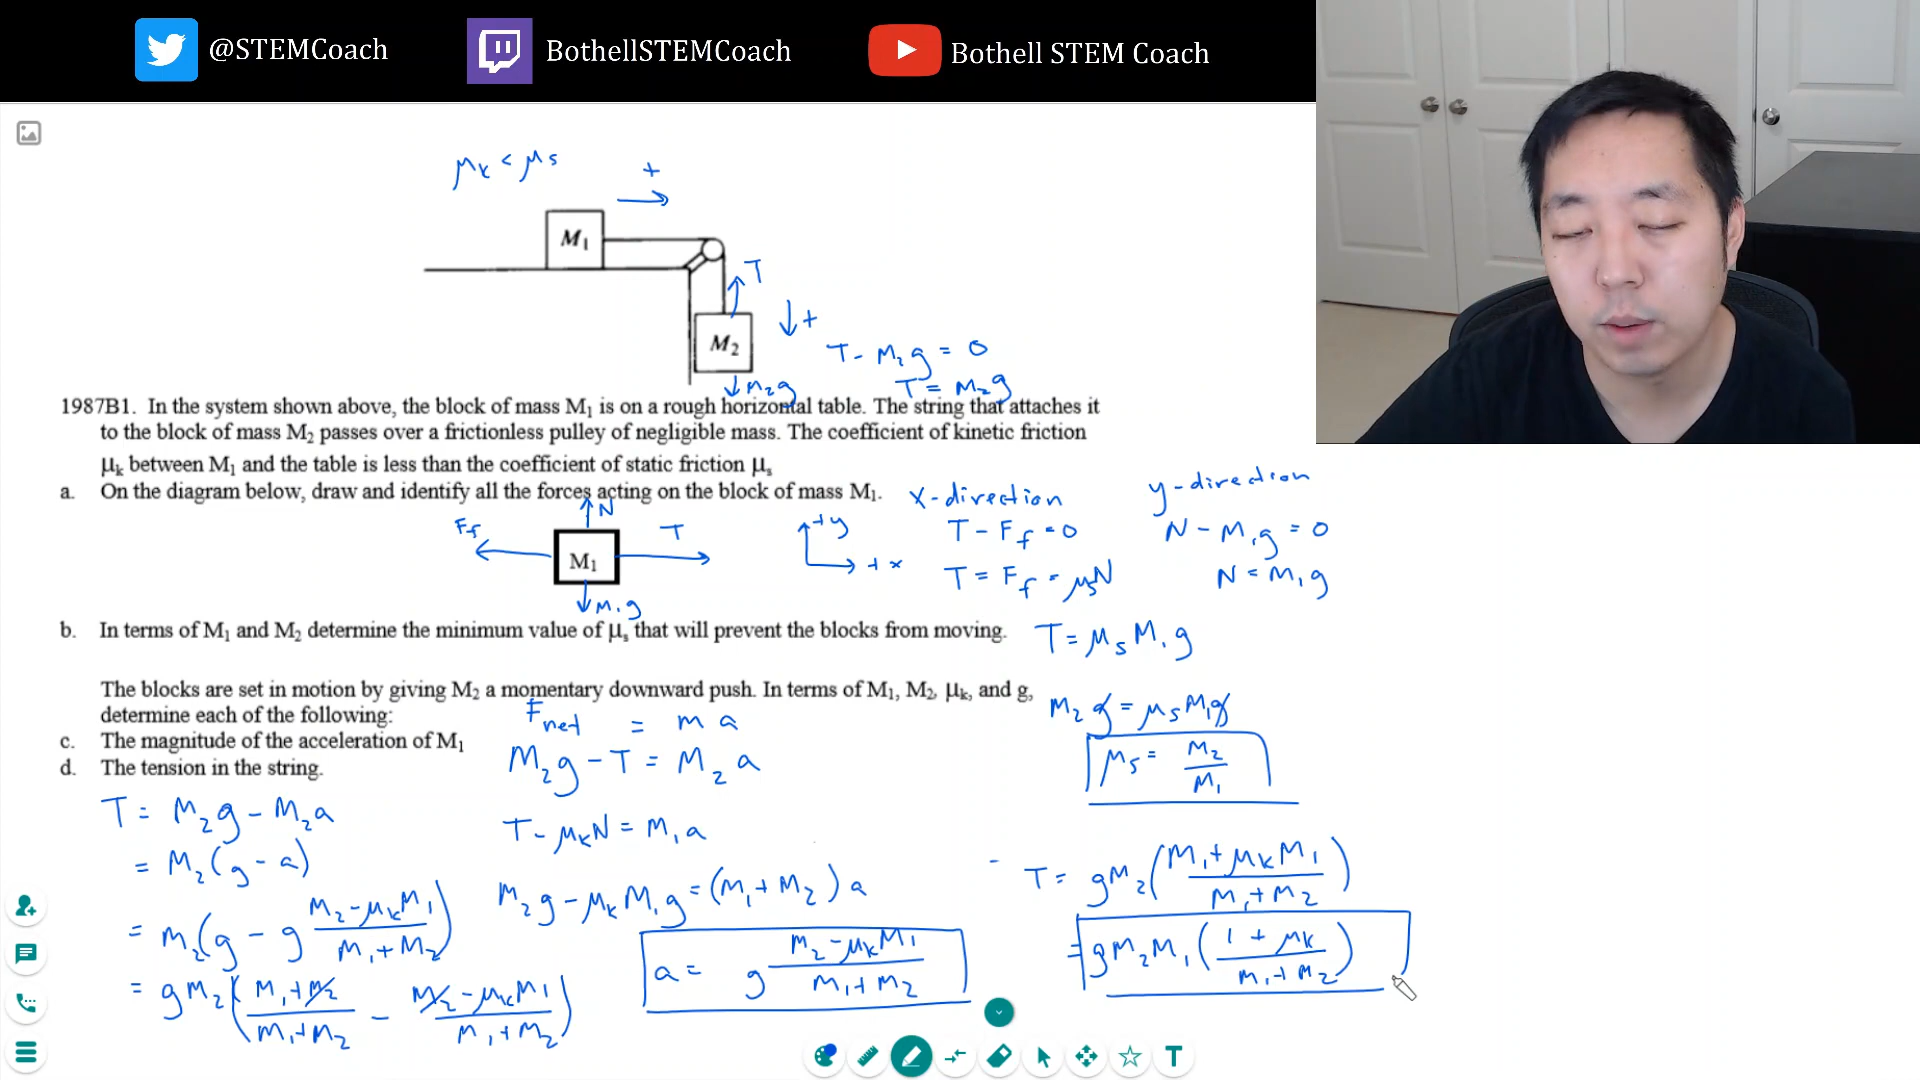 @STEMCoach
BothellSTEMCoach
Bothell STEM Coach
μk < μs
+
M1
T
+
M2
T - M2g = 0
M2g
T = M2g
1987B1. In the system shown above, the block of mass M1 is on a rough horizontal table. The string that attaches it
to the block of mass M2 passes over a frictionless pulley of negligible mass. The coefficient of kinetic friction
μk between M1 and the table is less than the coefficient of static friction μs
a. On the diagram below, draw and identify all the forces acting on the block of mass M1.
x-direction
y-direction
N
Ff
T
M1
M1g
+y
+x
T - Ff = 0
T = Ff = μsN
N - M1g = 0
N = M1g
b. In terms of M1 and M2 determine the minimum value of μs that will prevent the blocks from moving.
T = μsM1g
The blocks are set in motion by giving M2 a momentary downward push. In terms of M1, M2, μk, and g,
determine each of the following:
c. The magnitude of the acceleration of M1
d. The tension in the string.
M2g = μsM1g
μs = M2/M1
Fnet = ma
M2g - T = M2a
T - μkN = M1a
M2g - μkM1g = (M1 + M2)a
a = g (M2 - μkM1)/(M1 + M2)
T = M2g - M2a
= M2(g - a)
= M2(g - g (M2 - μkM1)/(M1 + M2))
= gM2((M1 + M2)/(M1 + M2) - (M2 - μkM1)/(M1 + M2))
T = gM2((M1 + μkM1)/(M1 + M2))
= gM2M1((1 + μk)/(M1 + M2))
T